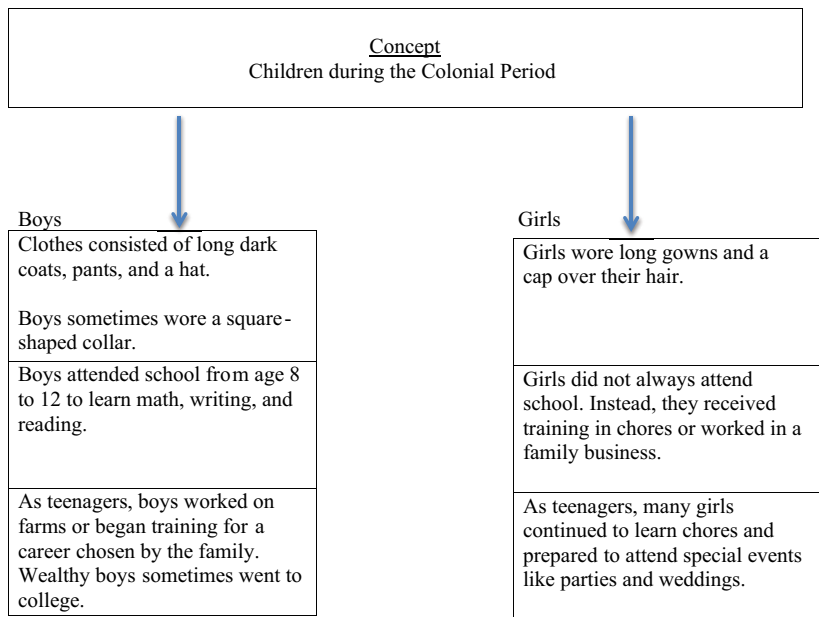 Concept
Children during the Colonial Period
Boys
Clothes consisted of long dark
coats, pants, and a hat.
Boys sometimes wore a square-
shaped collar.
Boys attended school from age 8
to 12 to learn math, writing, and
reading.
As teenagers, boys worked on
farms or began training for a
career chosen by the family.
Wealthy boys sometimes went to
college.
Girls
Girls wore long gowns and a
cap over their hair.
Girls did not always attend
school. Instead, they received
training in chores or worked in a
family business.
As teenagers, many girls
continued to learn chores and
prepared to attend special events
like parties and weddings.